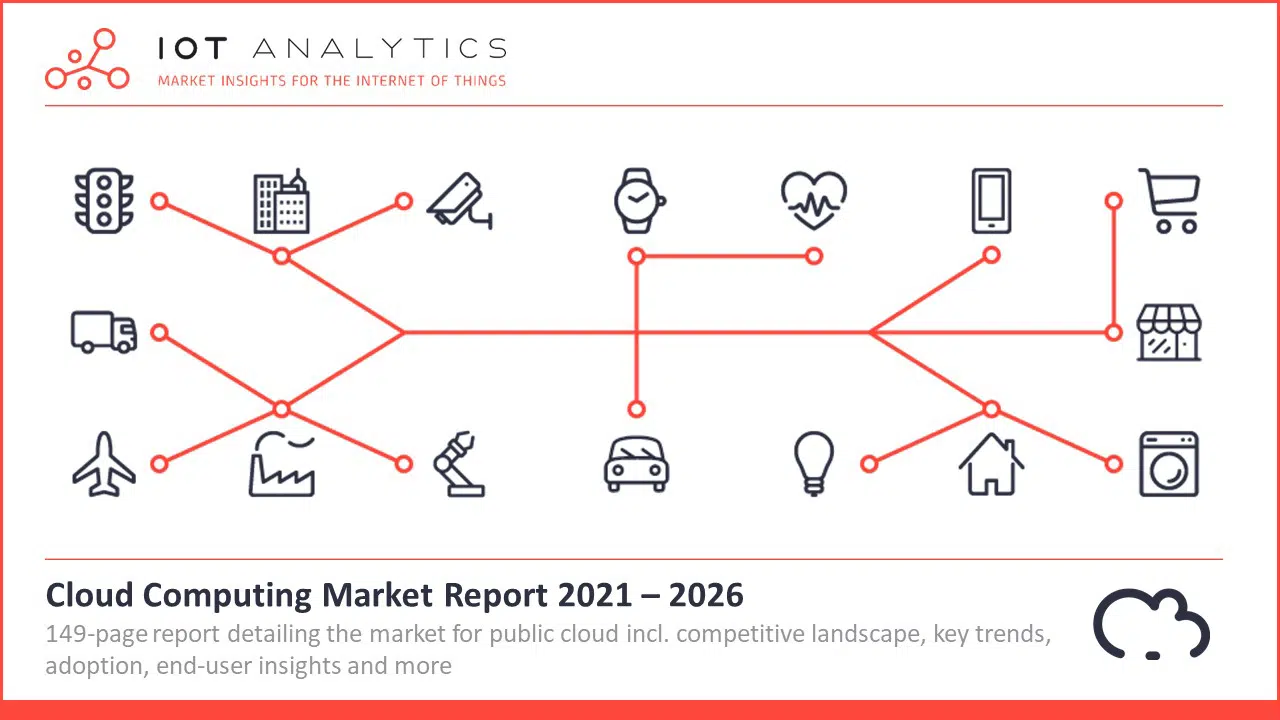 IOT ANALYTICS
MARKET INSIGHTS FOR THE INTERNET OF THINGS
Cloud Computing Market Report 2021 – 2026
149-page report detailing the market for public cloud incl. competitive landscape, key trends,
adoption, end-user insights and more